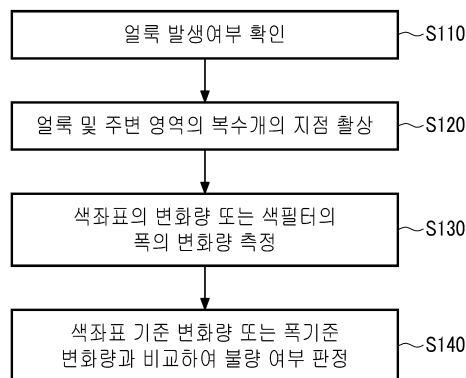 얼룩 발생여부 확인
S110
얼룩 및 주변 영역의 복수개의 지점 촬상
S120
색좌표의 변화량 또는 색필터의
폭의 변화량 측정
S130
색좌표 기준 변화량 또는 폭기준
변화량과 비교하여 불량 여부 판정
S140